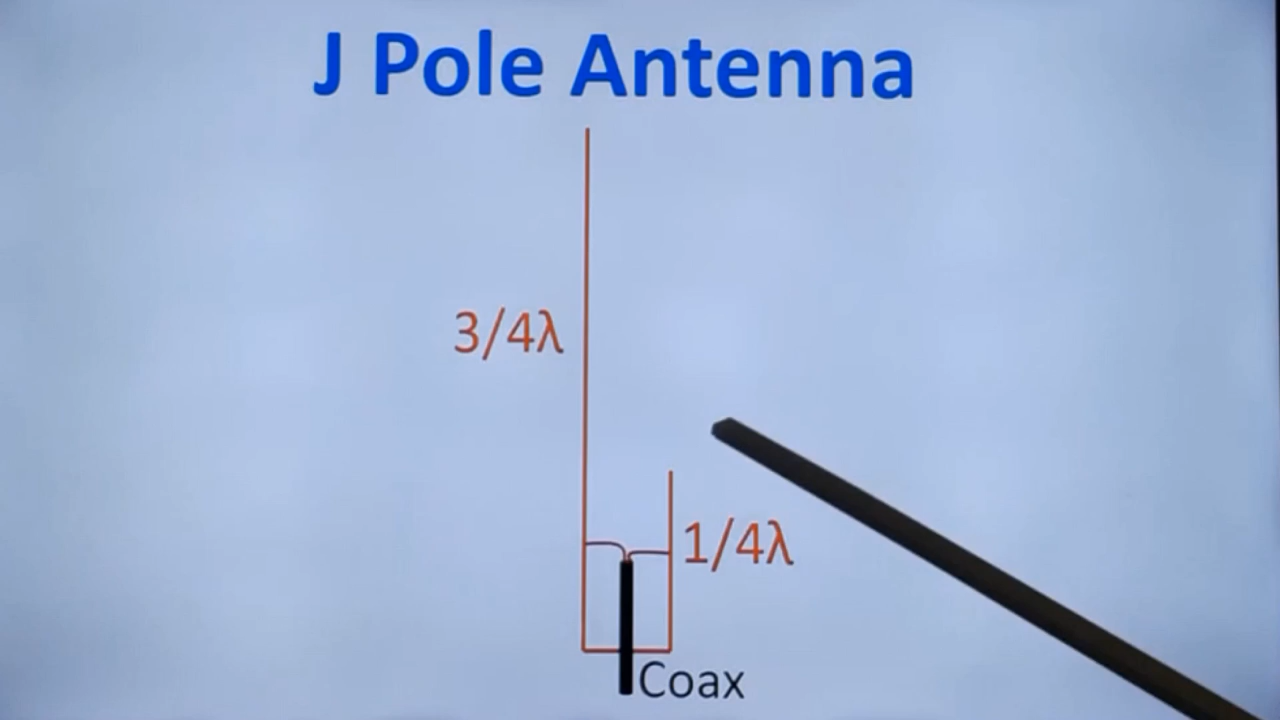 J Pole Antenna
3/4λ
1/4λ
Coax